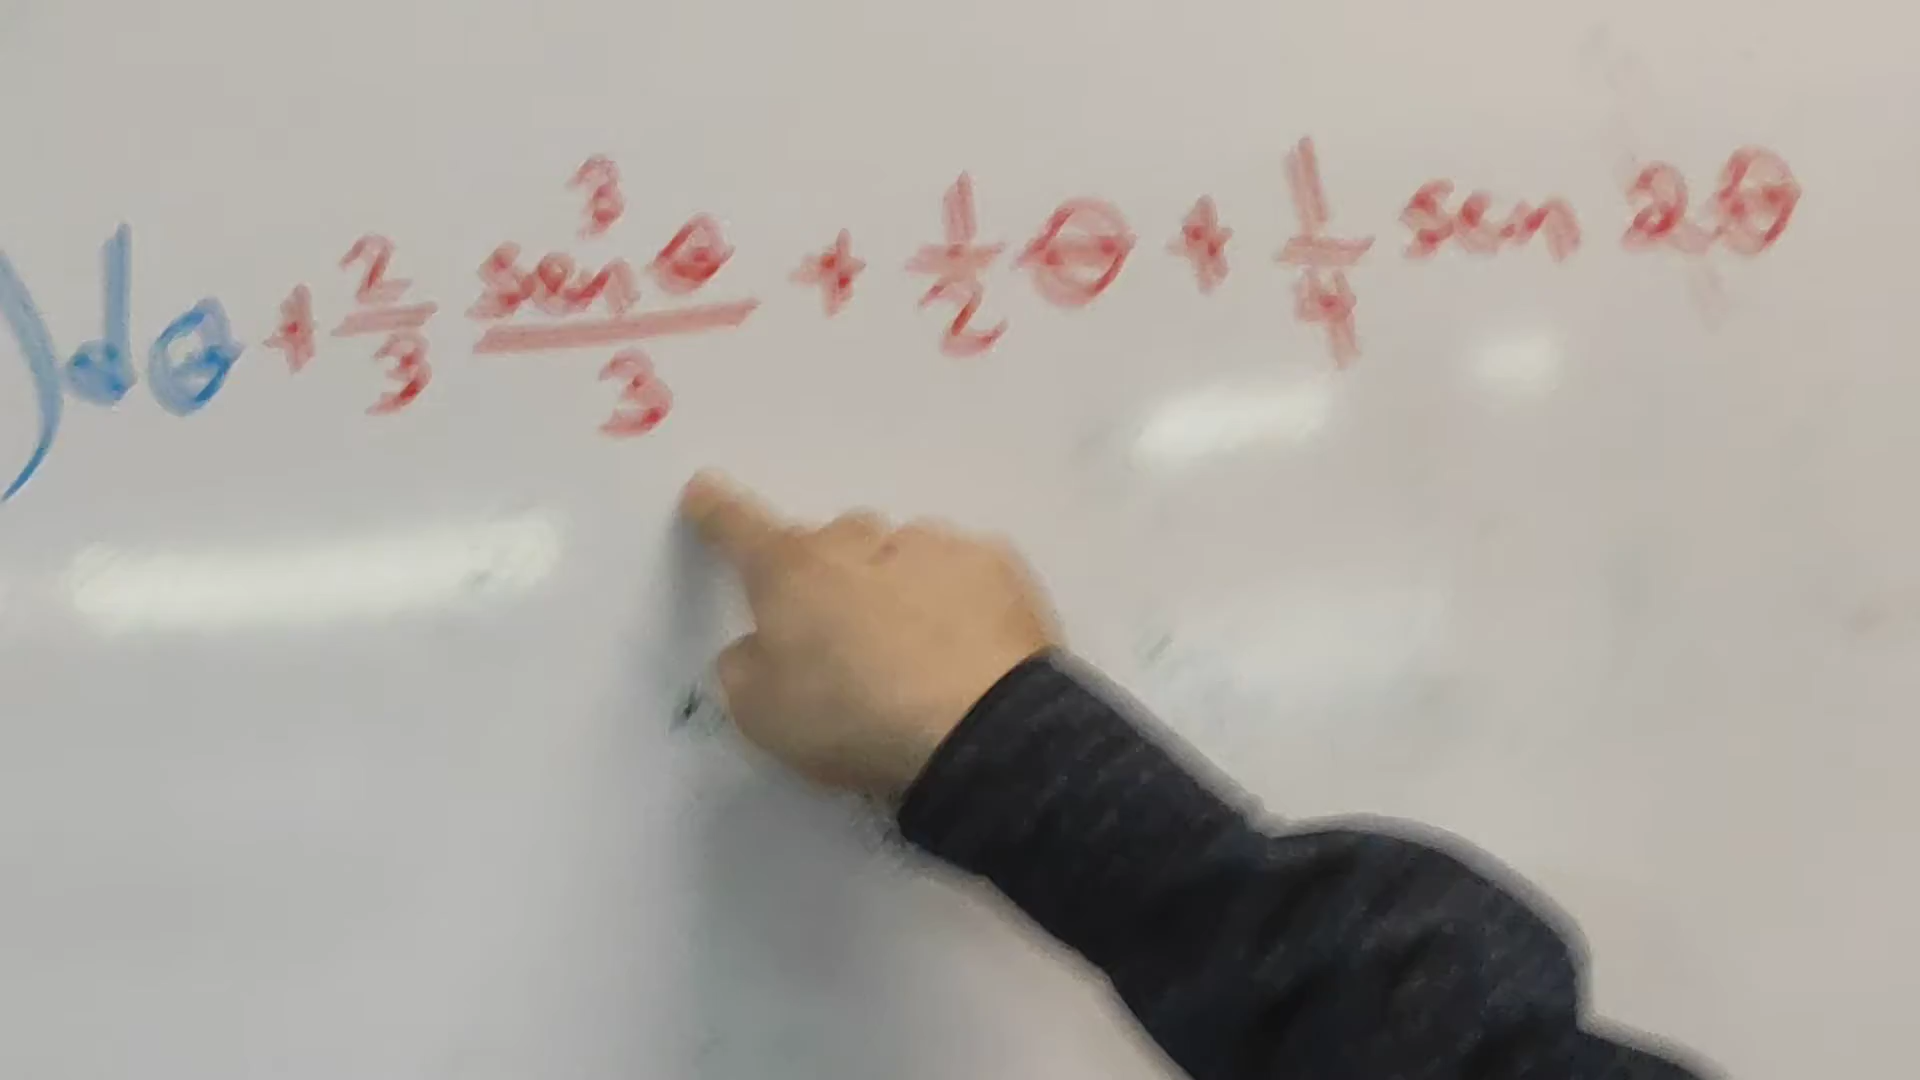 ) dθ + 2/3 sen³θ/3 + 1/2 θ + 1/4 sen 2θ